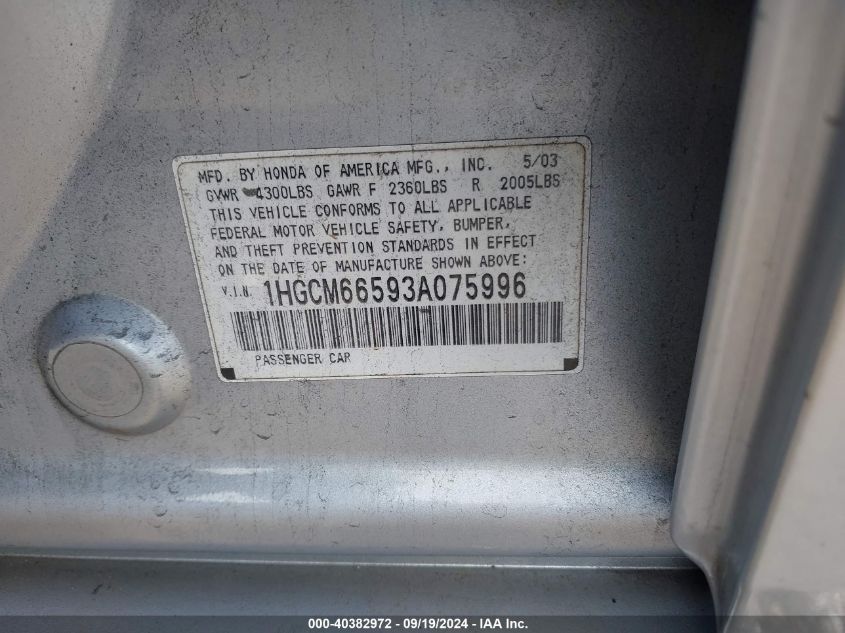 MFD. BY HONDA OF AMERICA MFG., INC. 5/03
GVWR 4300LBS GAWR F 2360LBS R 2005LBS
THIS VEHICLE CONFORMS TO ALL APPLICABLE
FEDERAL MOTOR VEHICLE SAFETY, BUMPER,
AND THEFT PREVENTION STANDARDS IN EFFECT
ON THE DATE OF MANUFACTURE SHOWN ABOVE:
V.I.N. 1HGCM66593A075996
PASSENGER CAR
000-40382972 - 09/19/2024 - IAA Inc.